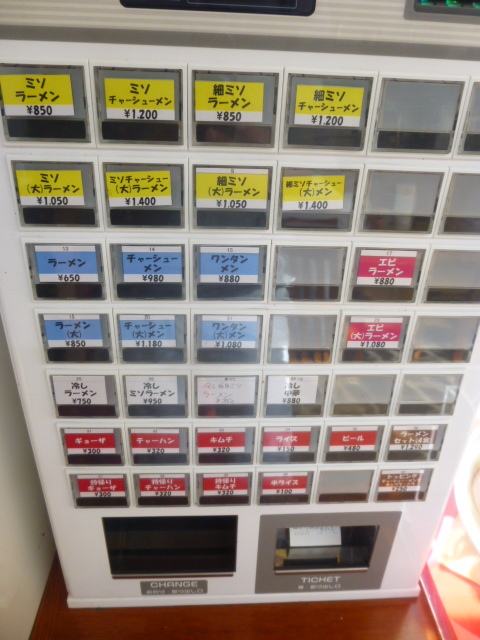 ミソ
ラーメン
¥850
ミソ
チャーシューメン
¥1.200
細ミソ
ラーメン
¥850
細ミソ
チャーシューメン
¥1.200
ミソ
(大)ラーメン
¥1.050
ミソチャーシュー
(大)ラーメン
¥1.400
細ミソ
(大)ラーメン
¥1.050
細ミソチャーシュー
(大)ラーメン
¥1.400
ラーメン
¥650
チャーシュー
メン
¥980
ワンタン
メン
¥880
エビ
ラーメン
¥880
ラーメン
(大)
¥850
チャーシュー
メン(大)
¥1.180
ワンタン
メン(大)
¥1.080
エビ
(大)ラーメン
¥1.080
冷し
ラーメン
¥750
冷し
ミソラーメン
¥950
冷し
中華
¥880
ギョーザ
¥300
チャーハン
¥320
キムチ
¥320
ライス
ビール
¥480
ラーメン
¥1.200
持帰り
ギョーザ
¥300
持帰り
チャーハン
持帰り
キムチ
半ライス
¥100
CHANGE
TICKET